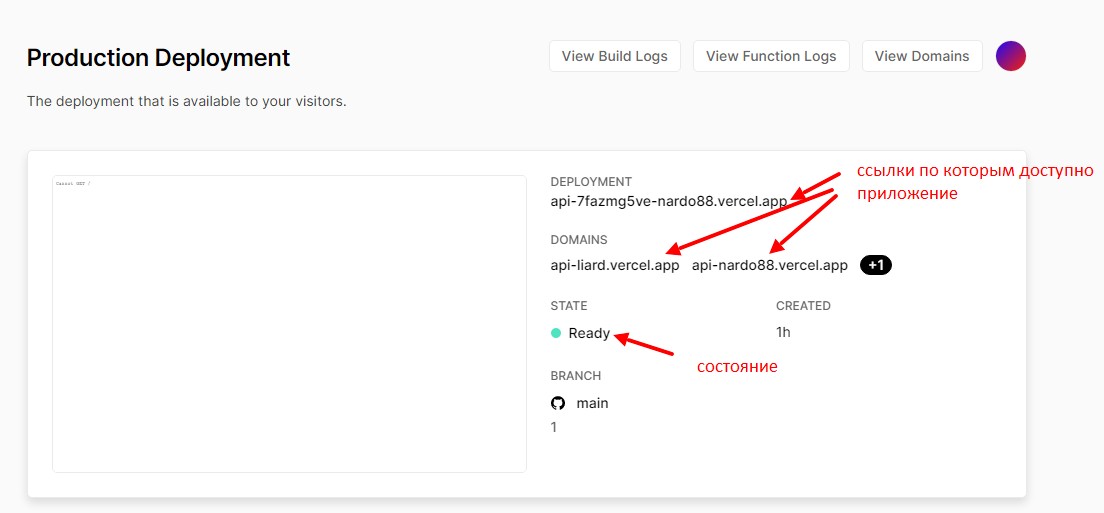 Production Deployment
View Build Logs
View Function Logs
View Domains
The deployment that is available to your visitors.
Cannot GET /
DEPLOYMENT
api-7fazmg5ve-nardo88.vercel.app
ссылки по которым доступно
приложение
DOMAINS
api-liard.vercel.app api-nardo88.vercel.app +1
STATE
CREATED
Ready
1h
состояние
BRANCH
main
1